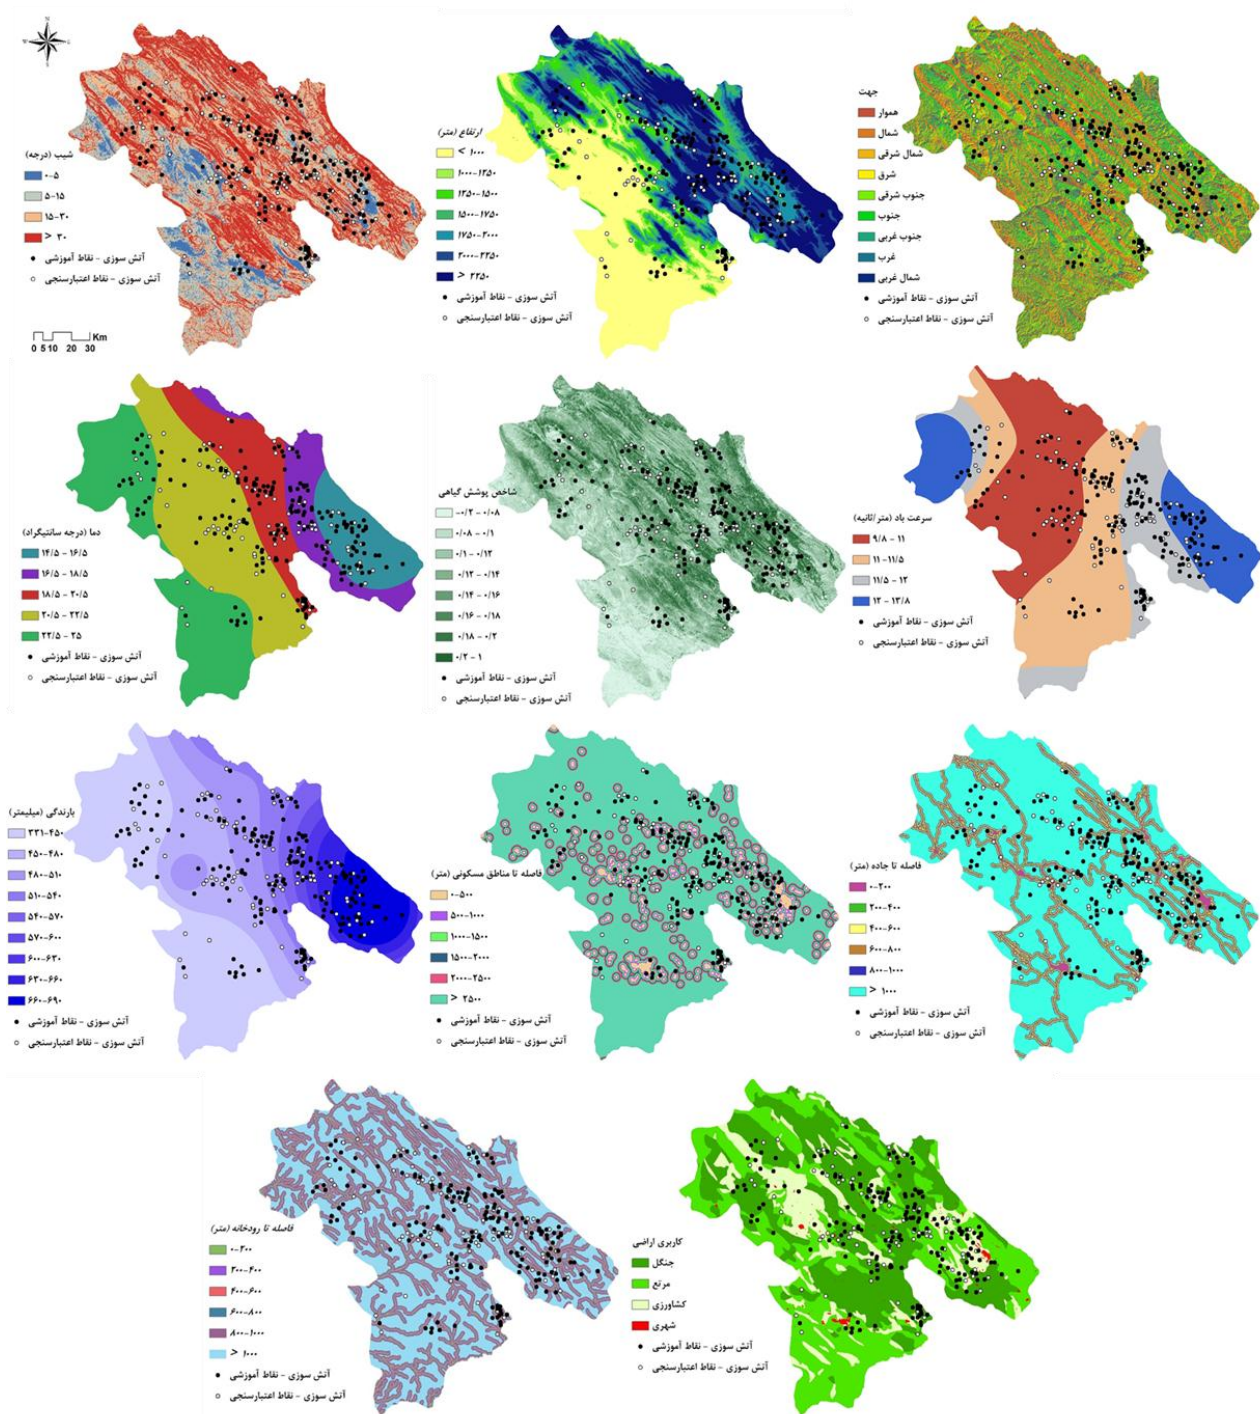 N
W
E
S
شیب (درجه)
۰-۵
۵-۱۵
۱۵-۳۰
> ۳۰
آتش سوزی - نقاط آموزشی
آتش سوزی - نقاط اعتبارسنجی
Km
0 5 10 20 30
ارتفاع (متر)
< ۱۰۰۰
۱۰۰۰-۱۲۵۰
۱۲۵۰-۱۵۰۰
۱۵۰۰-۱۷۵۰
۱۷۵۰-۲۰۰۰
۲۰۰۰-۲۲۵۰
> ۲۲۵۰
آتش سوزی - نقاط آموزشی
آتش سوزی - نقاط اعتبارسنجی
جهت
هموار
شمال
شمال شرقی
شرق
جنوب شرقی
جنوب
جنوب غربی
غرب
شمال غربی
آتش سوزی - نقاط آموزشی
آتش سوزی - نقاط اعتبارسنجی
دما (درجه سانتیگراد)
۱۴/۵ - ۱۶/۵
۱۶/۵ - ۱۸/۵
۱۸/۵ - ۲۰/۵
۲۰/۵ - ۲۲/۵
۲۲/۵ - ۲۵
آتش سوزی - نقاط آموزشی
آتش سوزی - نقاط اعتبارسنجی
شاخص پوشش گیاهی
-۰/۲ - ۰/۰۸
۰/۰۸ - ۰/۱
۰/۱ - ۰/۱۲
۰/۱۲ - ۰/۱۴
۰/۱۴ - ۰/۱۶
۰/۱۶ - ۰/۱۸
۰/۱۸ - ۰/۲
۰/۲ - ۱
آتش سوزی - نقاط آموزشی
آتش سوزی - نقاط اعتبارسنجی
سرعت باد (متر/ثانیه)
۹/۸ - ۱۱
۱۱ - ۱۱/۵
۱۱/۵ - ۱۲
۱۲ - ۱۳/۸
آتش سوزی - نقاط آموزشی
آتش سوزی - نقاط اعتبارسنجی
بارندگی (میلیمتر)
۳۳۱-۴۵۰
۴۵۰-۴۸۰
۴۸۰-۵۱۰
۵۱۰-۵۴۰
۵۴۰-۵۷۰
۵۷۰-۶۰۰
۶۰۰-۶۳۰
۶۳۰-۶۶۰
۶۶۰-۶۹۰
آتش سوزی - نقاط آموزشی
آتش سوزی - نقاط اعتبارسنجی
فاصله تا مناطق مسکونی (متر)
۰-۵۰۰
۵۰۰-۱۰۰۰
۱۰۰۰-۱۵۰۰
۱۵۰۰-۲۰۰۰
۲۰۰۰-۲۵۰۰
> ۲۵۰۰
آتش سوزی - نقاط آموزشی
آتش سوزی - نقاط اعتبارسنجی
فاصله تا جاده (متر)
۰-۲۰۰
۲۰۰-۴۰۰
۴۰۰-۶۰۰
۶۰۰-۸۰۰
۸۰۰-۱۰۰۰
> ۱۰۰۰
آتش سوزی - نقاط آموزشی
آتش سوزی - نقاط اعتبارسنجی
فاصله تا رودخانه (متر)
۰-۲۰۰
۲۰۰-۴۰۰
۴۰۰-۶۰۰
۶۰۰-۸۰۰
۸۰۰-۱۰۰۰
> ۱۰۰۰
آتش سوزی - نقاط آموزشی
آتش سوزی - نقاط اعتبارسنجی
کاربری اراضی
جنگل
مرتع
کشاورزی
شهری
آتش سوزی - نقاط آموزشی
آتش سوزی - نقاط اعتبارسنجی